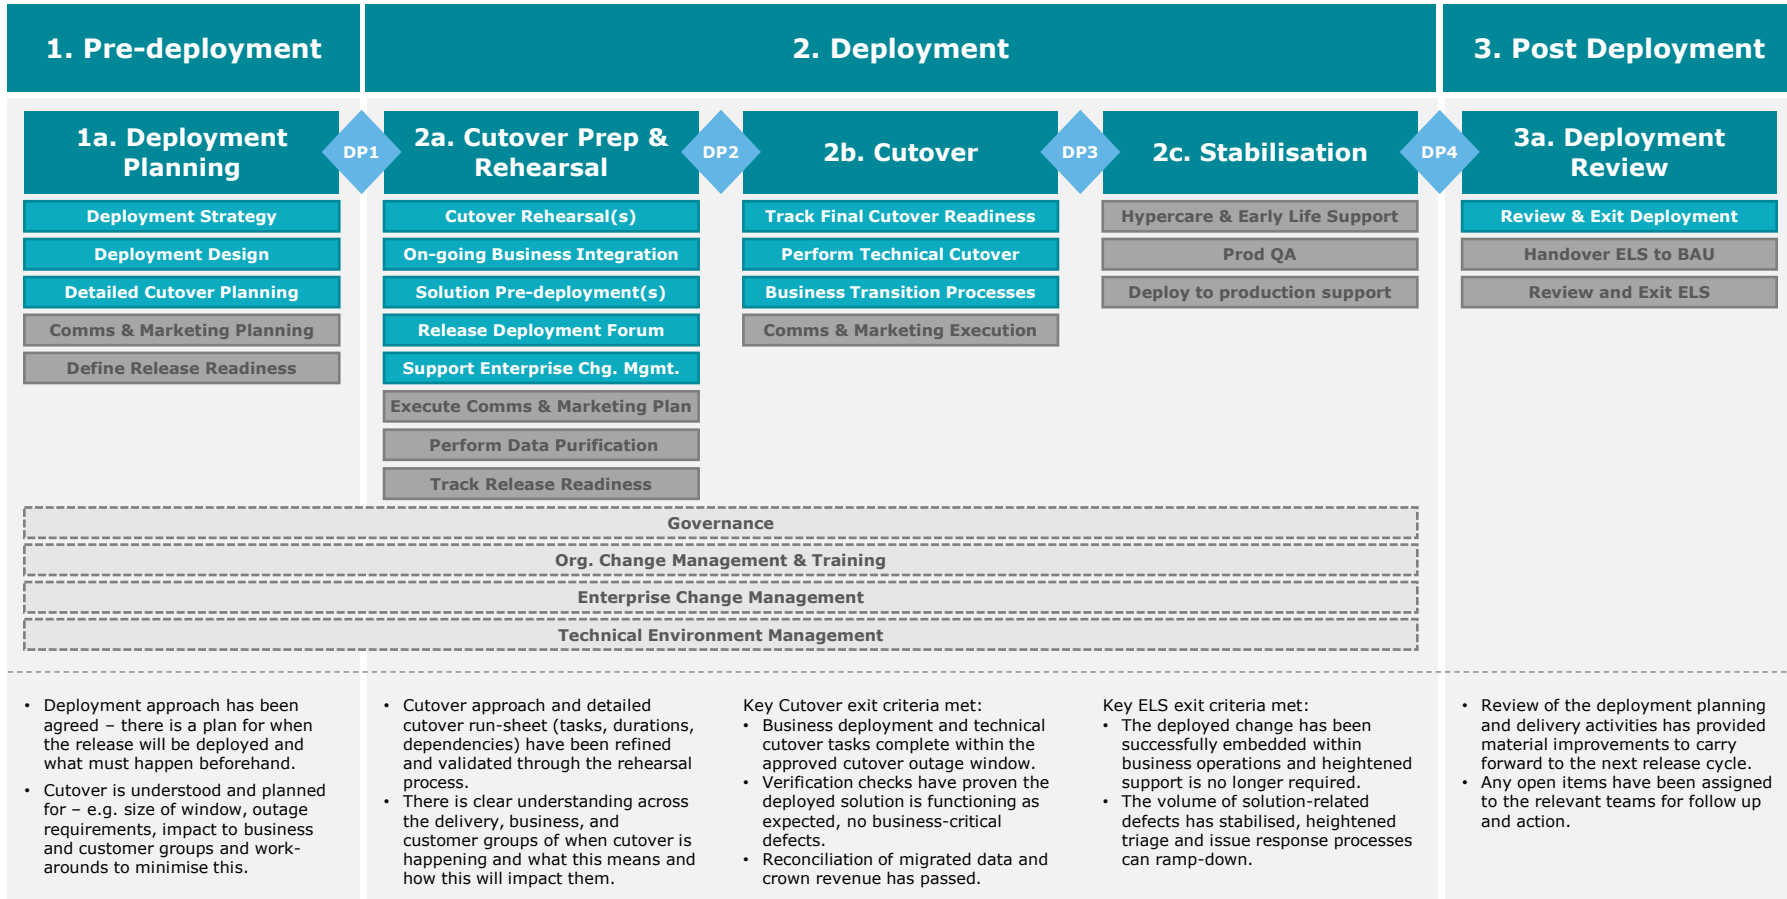 1. Pre-deployment
2. Deployment
3. Post Deployment
1a. Deployment
Planning
DP1
2a. Cutover Prep &
Rehearsal
DP2
2b. Cutover
DP3
2c. Stabilisation
DP4
3a. Deployment
Review
Deployment Strategy
Deployment Design
Detailed Cutover Planning
Comms & Marketing Planning
Define Release Readiness
Cutover Rehearsal(s)
On-going Business Integration
Solution Pre-deployment(s)
Release Deployment Forum
Support Enterprise Chg. Mgmt.
Execute Comms & Marketing Plan
Perform Data Purification
Track Release Readiness
Track Final Cutover Readiness
Perform Technical Cutover
Business Transition Processes
Comms & Marketing Execution
Hypercare & Early Life Support
Prod QA
Deploy to production support
Review & Exit Deployment
Handover ELS to BAU
Review and Exit ELS
Governance
Org. Change Management & Training
Enterprise Change Management
Technical Environment Management
• Deployment approach has been
agreed – there is a plan for when
the release will be deployed and
what must happen beforehand.
• Cutover is understood and planned
for – e.g. size of window, outage
requirements, impact to business
and customer groups and work-
arounds to minimise this.
• Cutover approach and detailed
cutover run-sheet (tasks, durations,
dependencies) have been refined
and validated through the rehearsal
process.
• There is clear understanding across
the delivery, business, and
customer groups of when cutover is
happening and what this means and
how this will impact them.
Key Cutover exit criteria met:
• Business deployment and technical
cutover tasks complete within the
approved cutover outage window.
• Verification checks have proven the
deployed solution is functioning as
expected, no business-critical
defects.
• Reconciliation of migrated data and
crown revenue has passed.
Key ELS exit criteria met:
• The deployed change has been
successfully embedded within
business operations and heightened
support is no longer required.
• The volume of solution-related
defects has stabilised, heightened
triage and issue response processes
can ramp-down.
• Review of the deployment planning
and delivery activities has provided
material improvements to carry
forward to the next release cycle.
• Any open items have been assigned
to the relevant teams for follow up
and action.